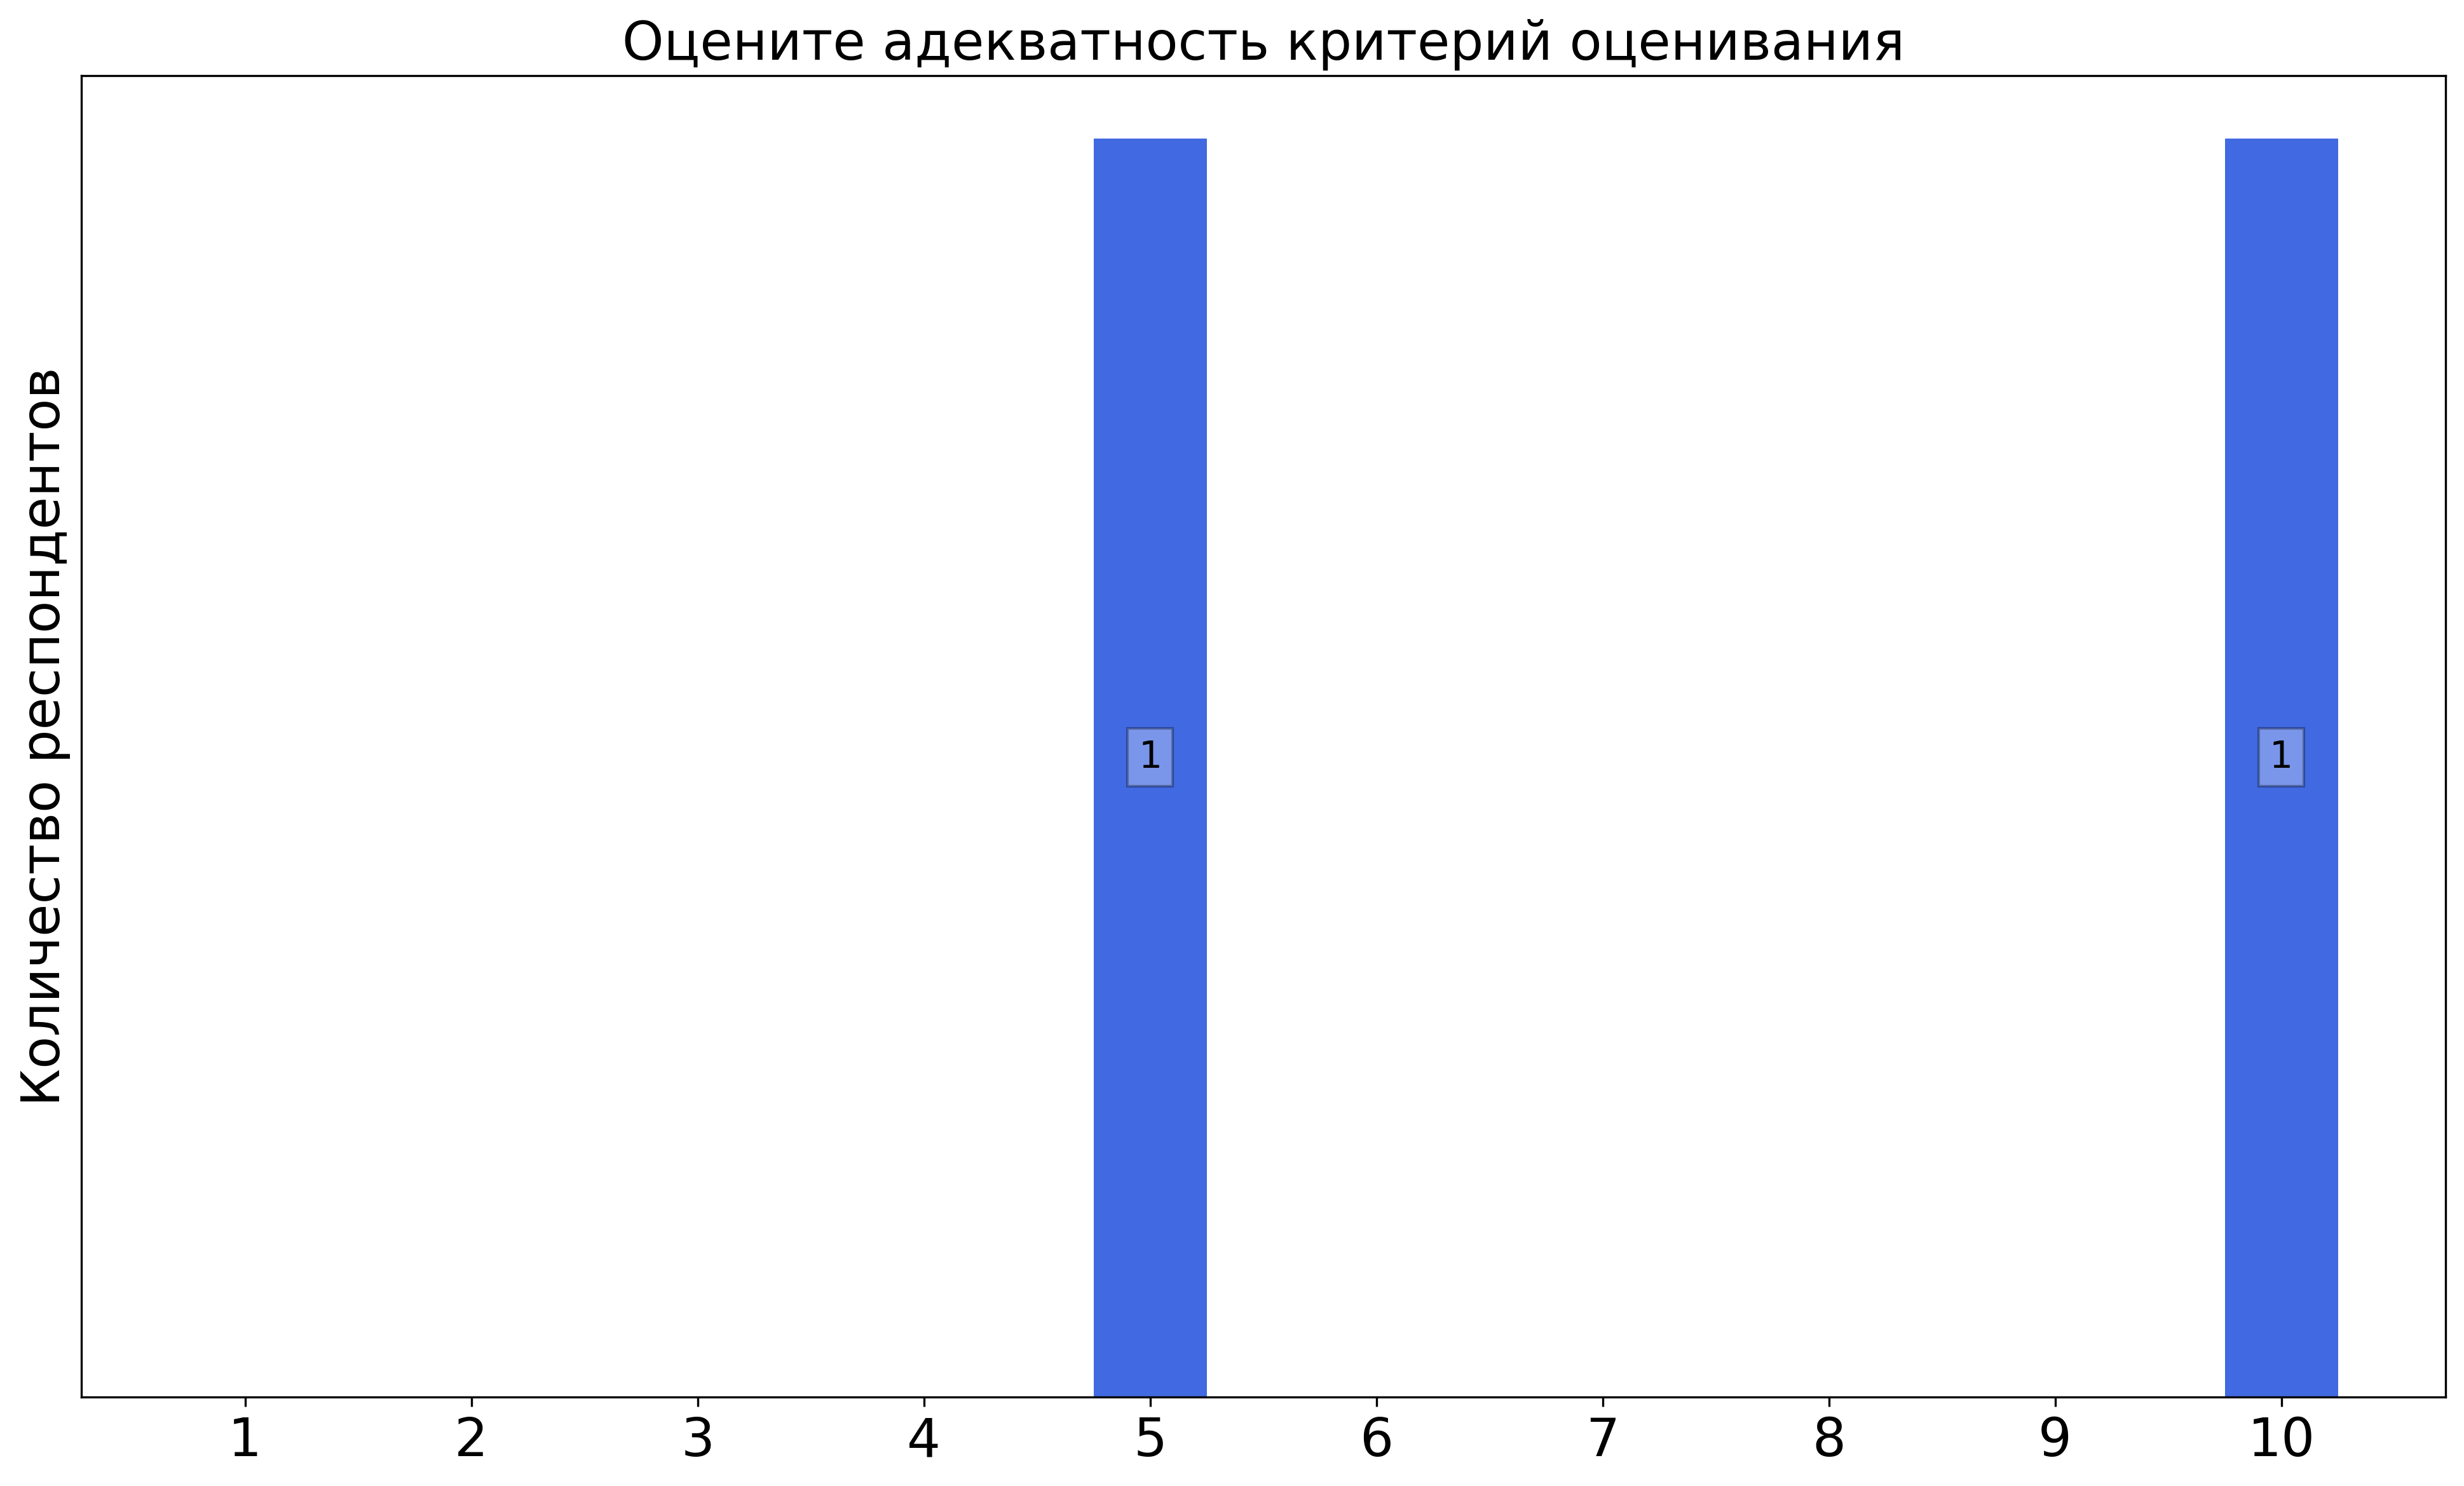 Оцените адекватность критерий оценивания
Количество респондентов
1
1
1 2 3 4 5 6 7 8 9 10